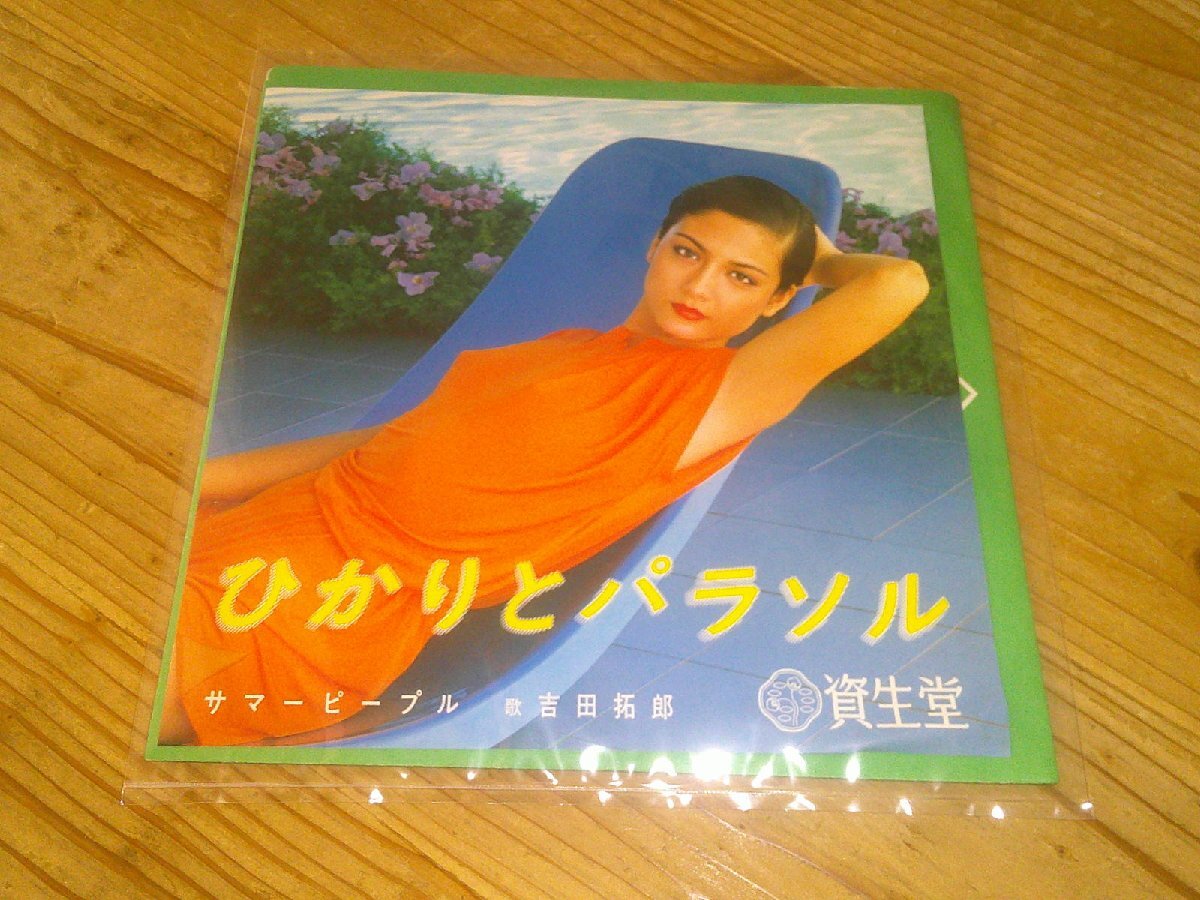 ひかりとパラソル
サマーピープル 歌 吉田拓郎
資生堂